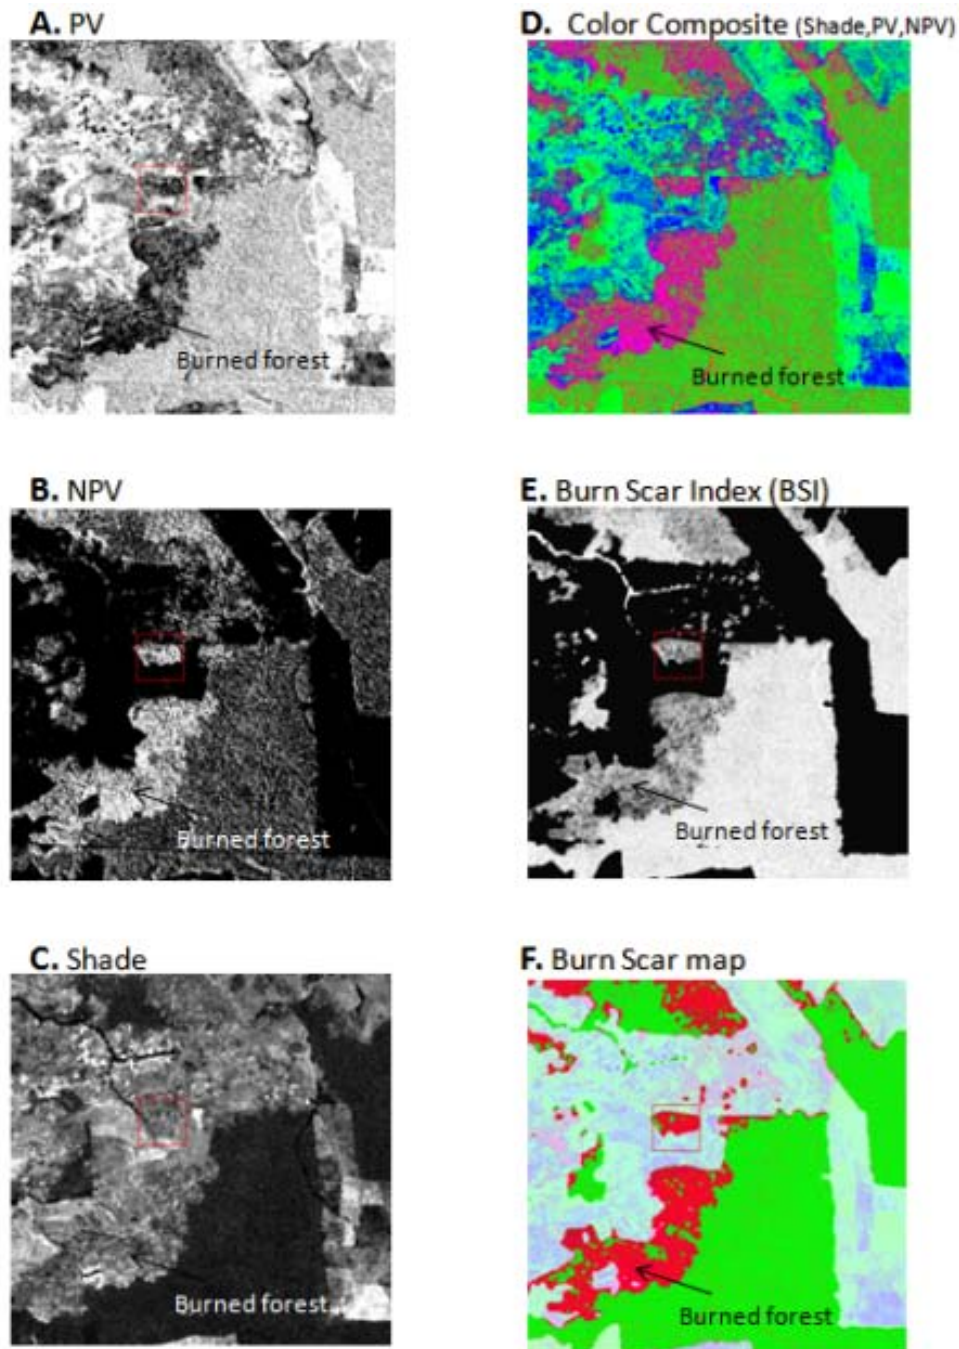 A. PV
Burned forest
D. Color Composite (Shade,PV,NPV)
Burned forest
B. NPV
Burned forest
E. Burn Scar Index (BSI)
Burned forest
C. Shade
Burned forest
F. Burn Scar map
Burned forest